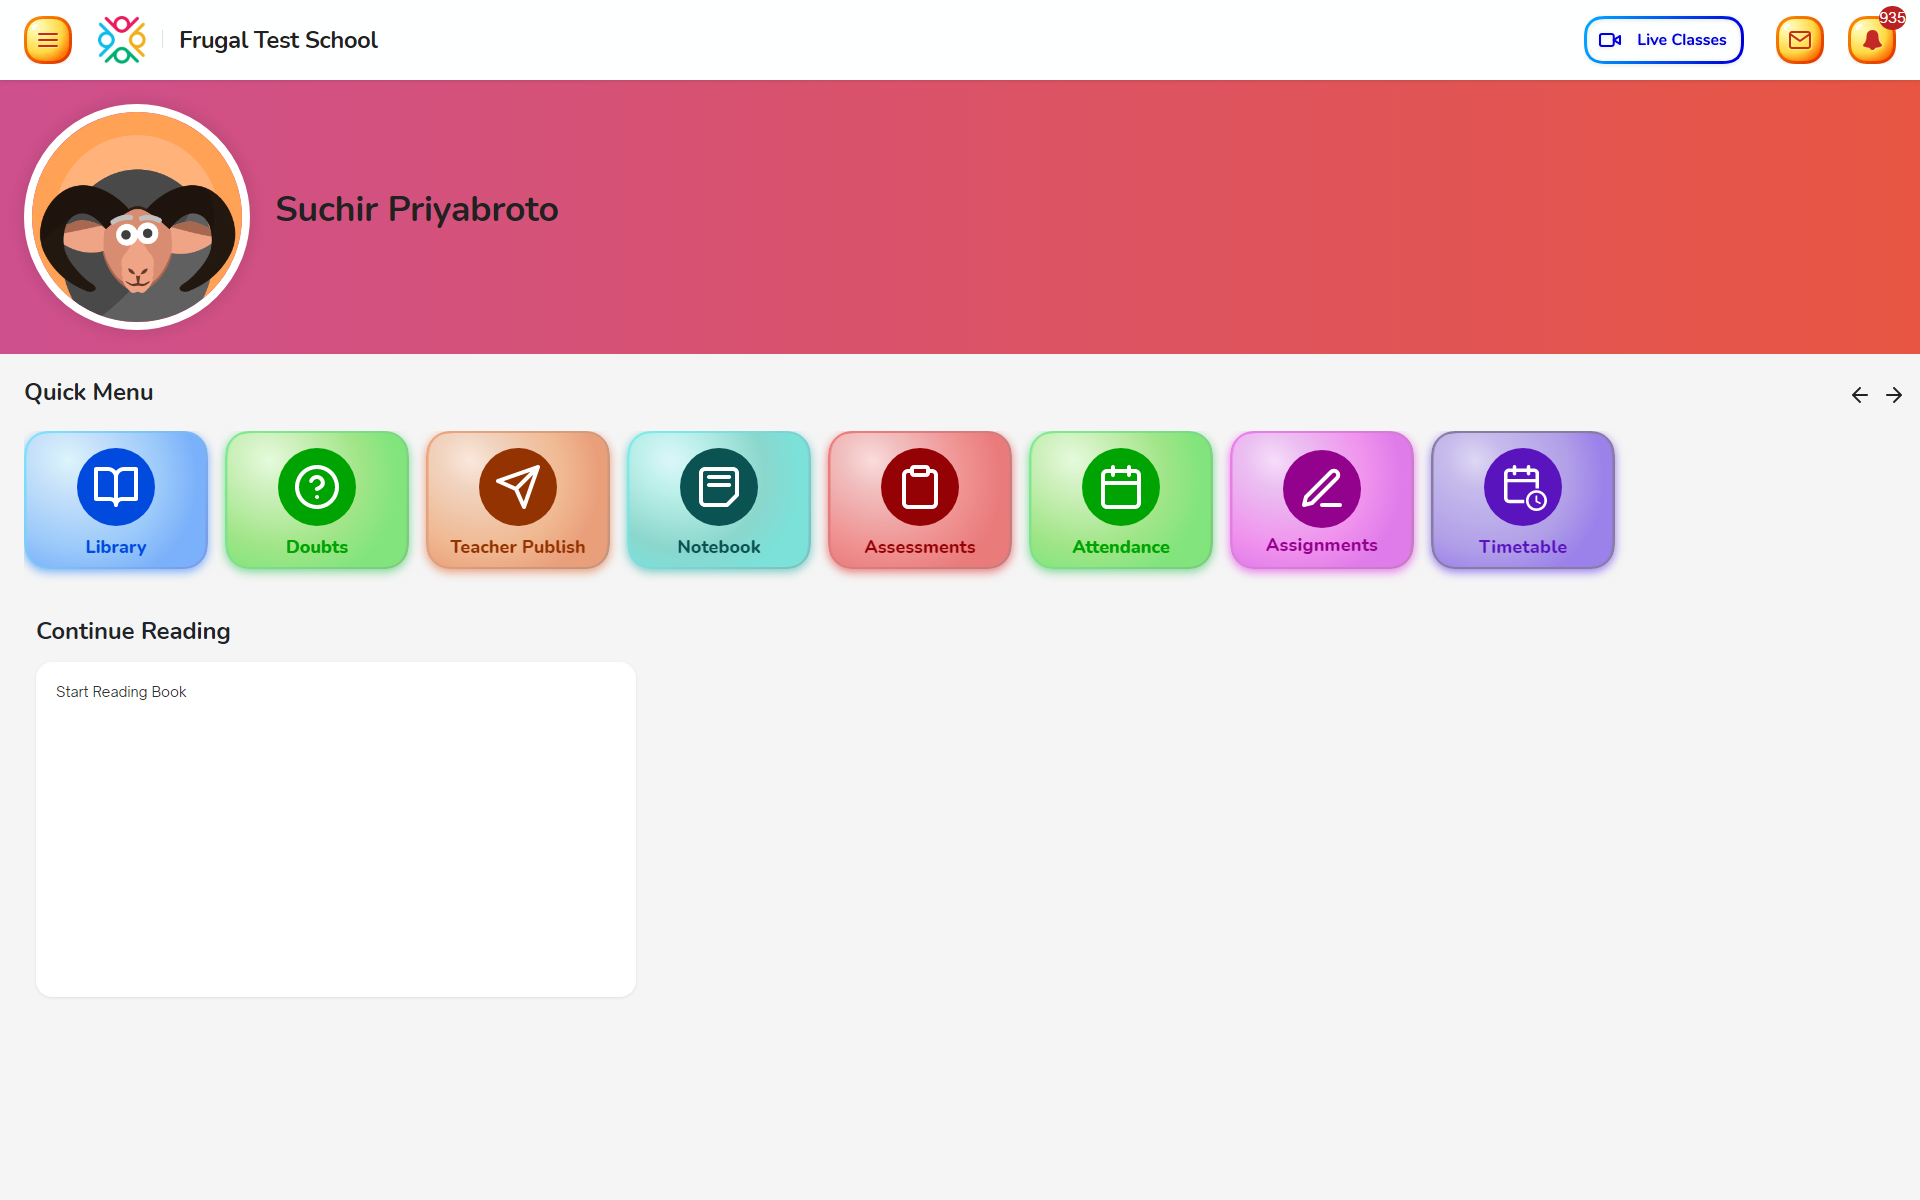 Frugal Test School
Live Classes
935
Suchir Priyabroto
Quick Menu
Library
Doubts
Teacher Publish
Notebook
Assessments
Attendance
Assignments
Timetable
Continue Reading
Start Reading Book